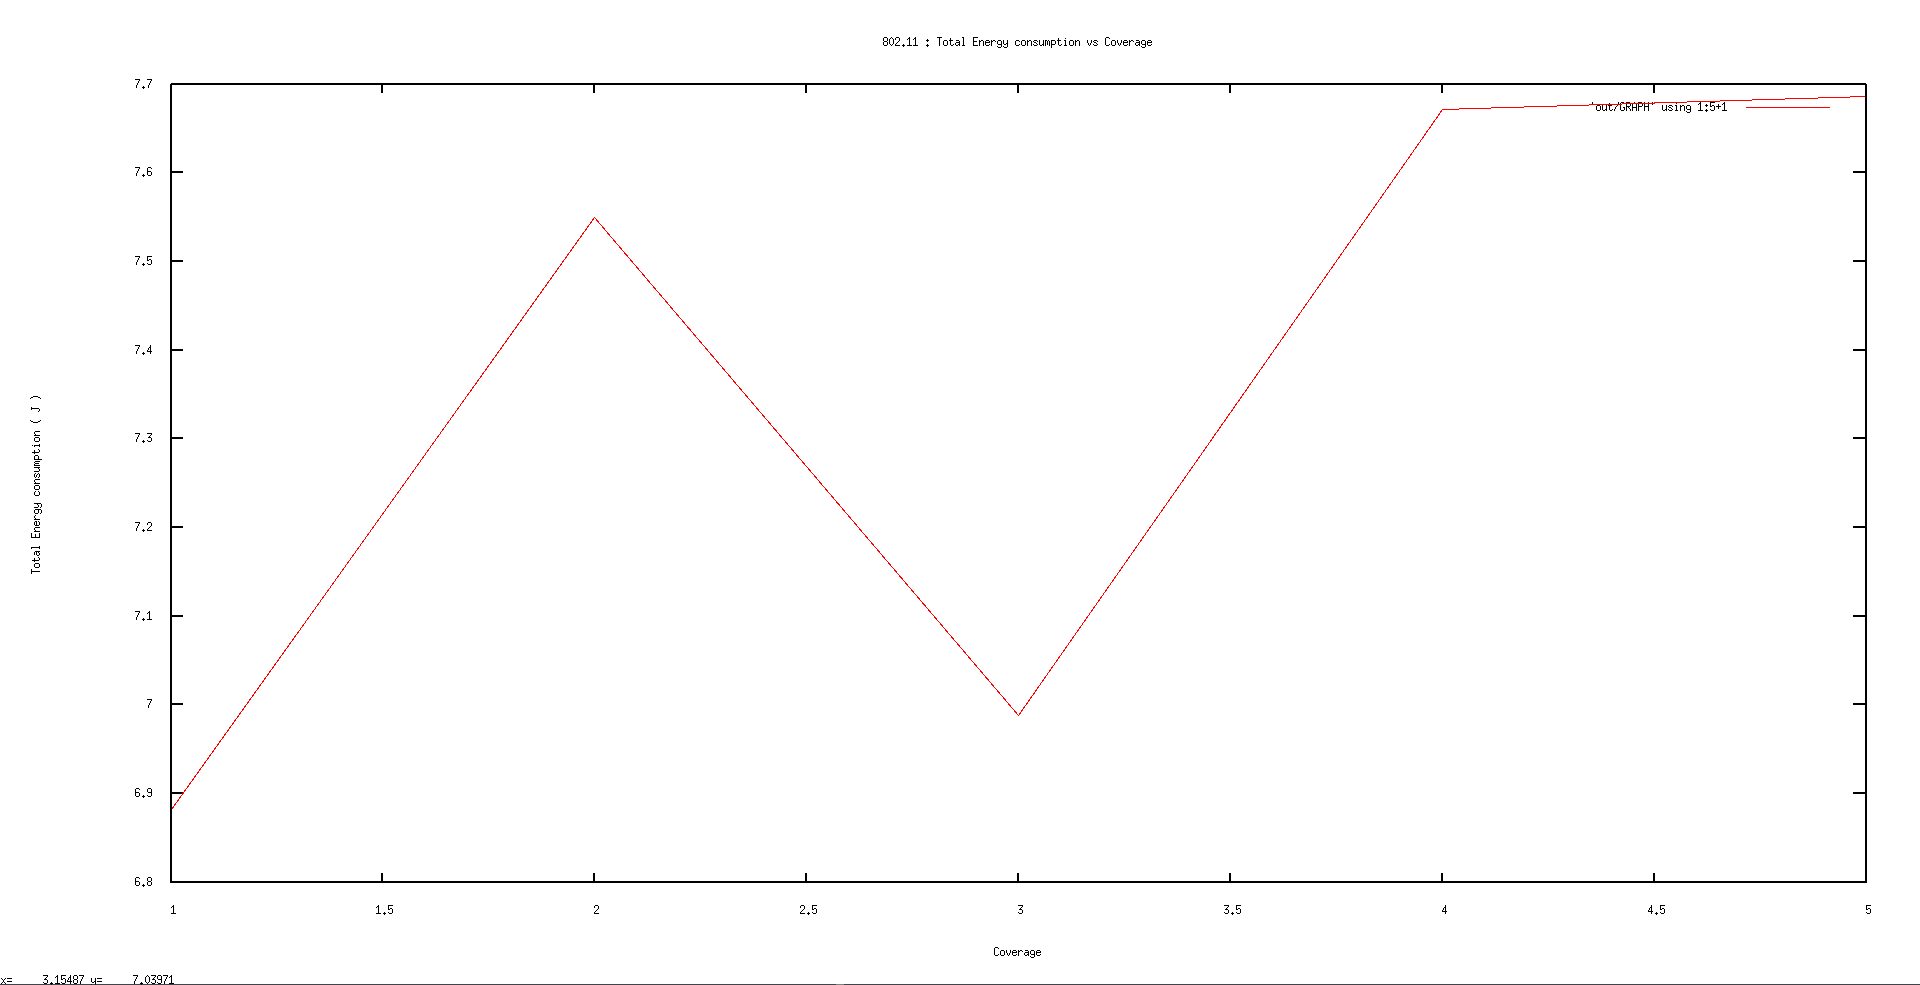 802.11 : Total Energy consumption vs Coverage
7.7
'out/GRAPH' using 1:5+1
7.6
7.5
7.4
7.3
7.2
7.1
7
6.9
6.8
Total Energy consumption ( J )
1 1.5 2 2.5 3 3.5 4 4.5 5
Coverage
x= 3.15487 y= 7.03971